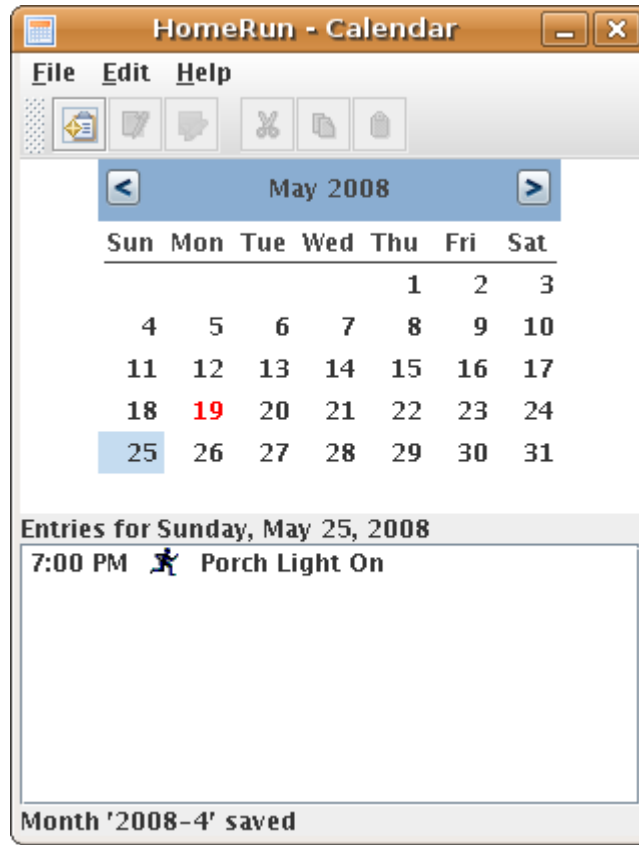 HomeRun - Calendar
File Edit Help
< May 2008 >
Sun Mon Tue Wed Thu Fri Sat
1 2 3
4 5 6 7 8 9 10
11 12 13 14 15 16 17
18 19 20 21 22 23 24
25 26 27 28 29 30 31
Entries for Sunday, May 25, 2008
7:00 PM Porch Light On
Month '2008-4' saved